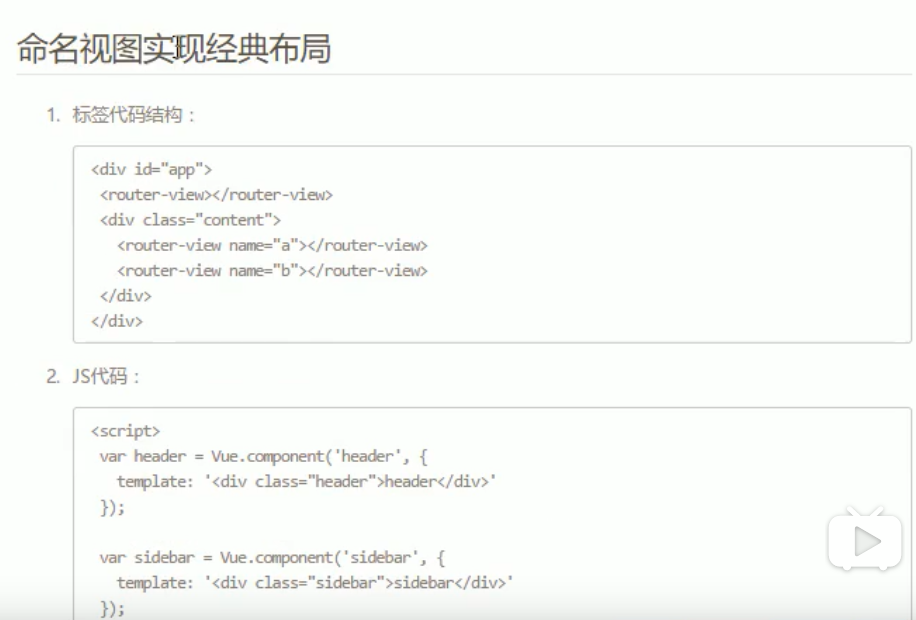 命名视图实现经典布局
1. 标签代码结构：
<div id="app">
<router-view></router-view>
<div class="content">
<router-view name="a"></router-view>
<router-view name="b"></router-view>
</div>
</div>
2. JS代码：
<script>
var header = Vue.component('header', {
template: '<div class="header">header</div>'
});
var sidebar = Vue.component('sidebar', {
template: '<div class="sidebar">sidebar</div>'
});